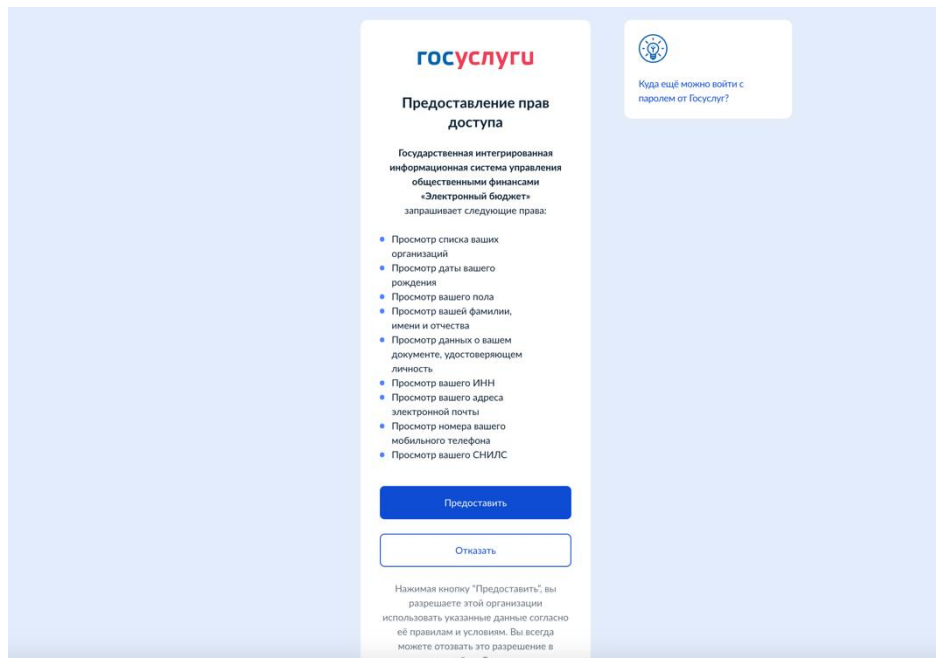 госуслуги
Предоставление прав
доступа
Государственная интегрированная
информационная система управления
общественными финансами
«Электронный бюджет»
запрашивает следующие права:
Просмотр списка ваших
организаций
Просмотр даты вашего
рождения
Просмотр вашего пола
Просмотр вашей фамилии,
имени и отчества
Просмотр данных о вашем
документе, удостоверяющем
личность
Просмотр вашего ИНН
Просмотр вашего адреса
электронной почты
Просмотр номера вашего
мобильного телефона
Просмотр вашего СНИЛС
Предоставить
Отказать
Нажимая кнопку "Предоставить", вы
разрешаете этой организации
использовать указанные данные согласно
её правилам и условиям. Вы всегда
можете отозвать это разрешение в
Куда ещё можно войти с
паролем от Госуслуг?